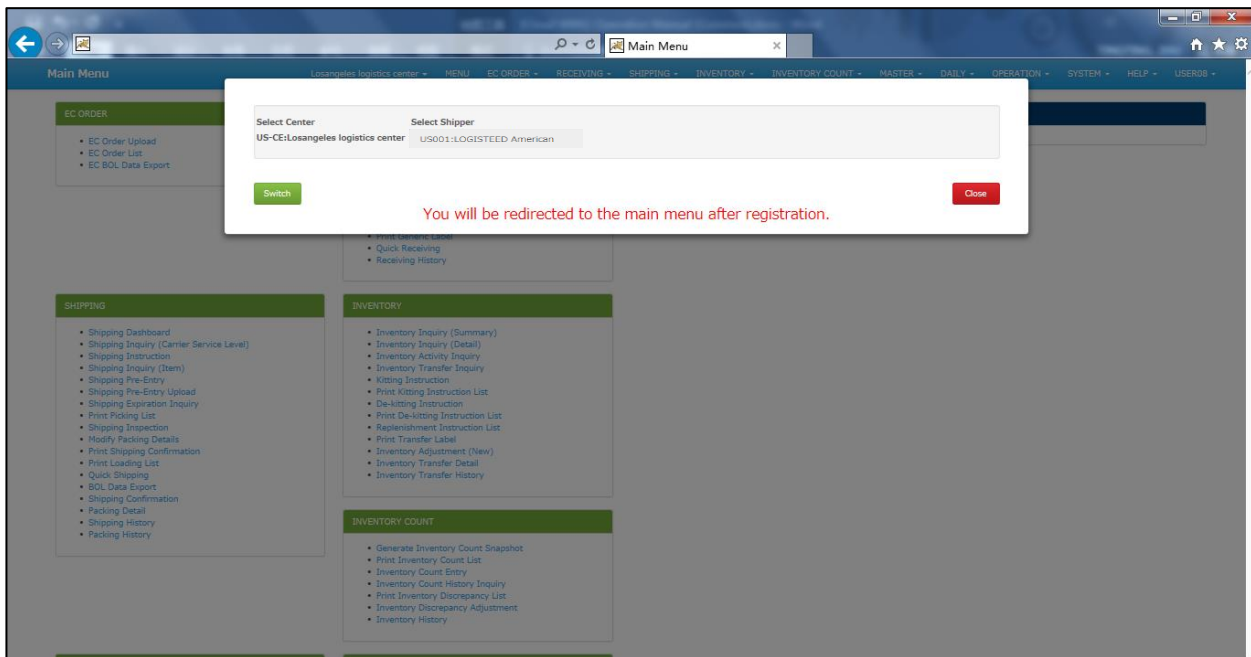 Main Menu
Main Menu
Losangeles logistics center
MENU
EC ORDER
RECEIVING
SHIPPING
INVENTORY
INVENTORY COUNT
MASTER
DAILY
OPERATION
SYSTEM
HELP
USER08
EC ORDER
EC Order Upload
EC Order List
EC BOL Data Export
Select Center
Select Shipper
US-CE:Losangeles logistics center
US001:LOGISTEED American
Switch
Close
You will be redirected to the main menu after registration.
Print Generic Label
Quick Receiving
Receiving History
SHIPPING
Shipping Dashboard
Shipping Inquiry (Carrier Service Level)
Shipping Instruction
Shipping Inquiry (Item)
Shipping Pre-Entry
Shipping Pre-Entry Upload
Shipping Expiration Inquiry
Print Picking List
Shipping Inspection
Modify Packing Details
Print Shipping Confirmation
Print Loading List
Quick Shipping
BOL Data Export
Shipping Confirmation
Packing Detail
Shipping History
Packing History
INVENTORY
Inventory Inquiry (Summary)
Inventory Inquiry (Detail)
Inventory Activity Inquiry
Inventory Transfer Inquiry
Kitting Instruction
Print Kitting Instruction List
De-kitting Instruction
Print De-kitting Instruction List
Replenishment Instruction List
Print Transfer Label
Inventory Adjustment (New)
Inventory Transfer Detail
Inventory Transfer History
INVENTORY COUNT
Generate Inventory Count Snapshot
Print Inventory Count List
Inventory Count Entry
Inventory Count History Inquiry
Print Inventory Discrepancy List
Inventory Discrepancy Adjustment
Inventory History